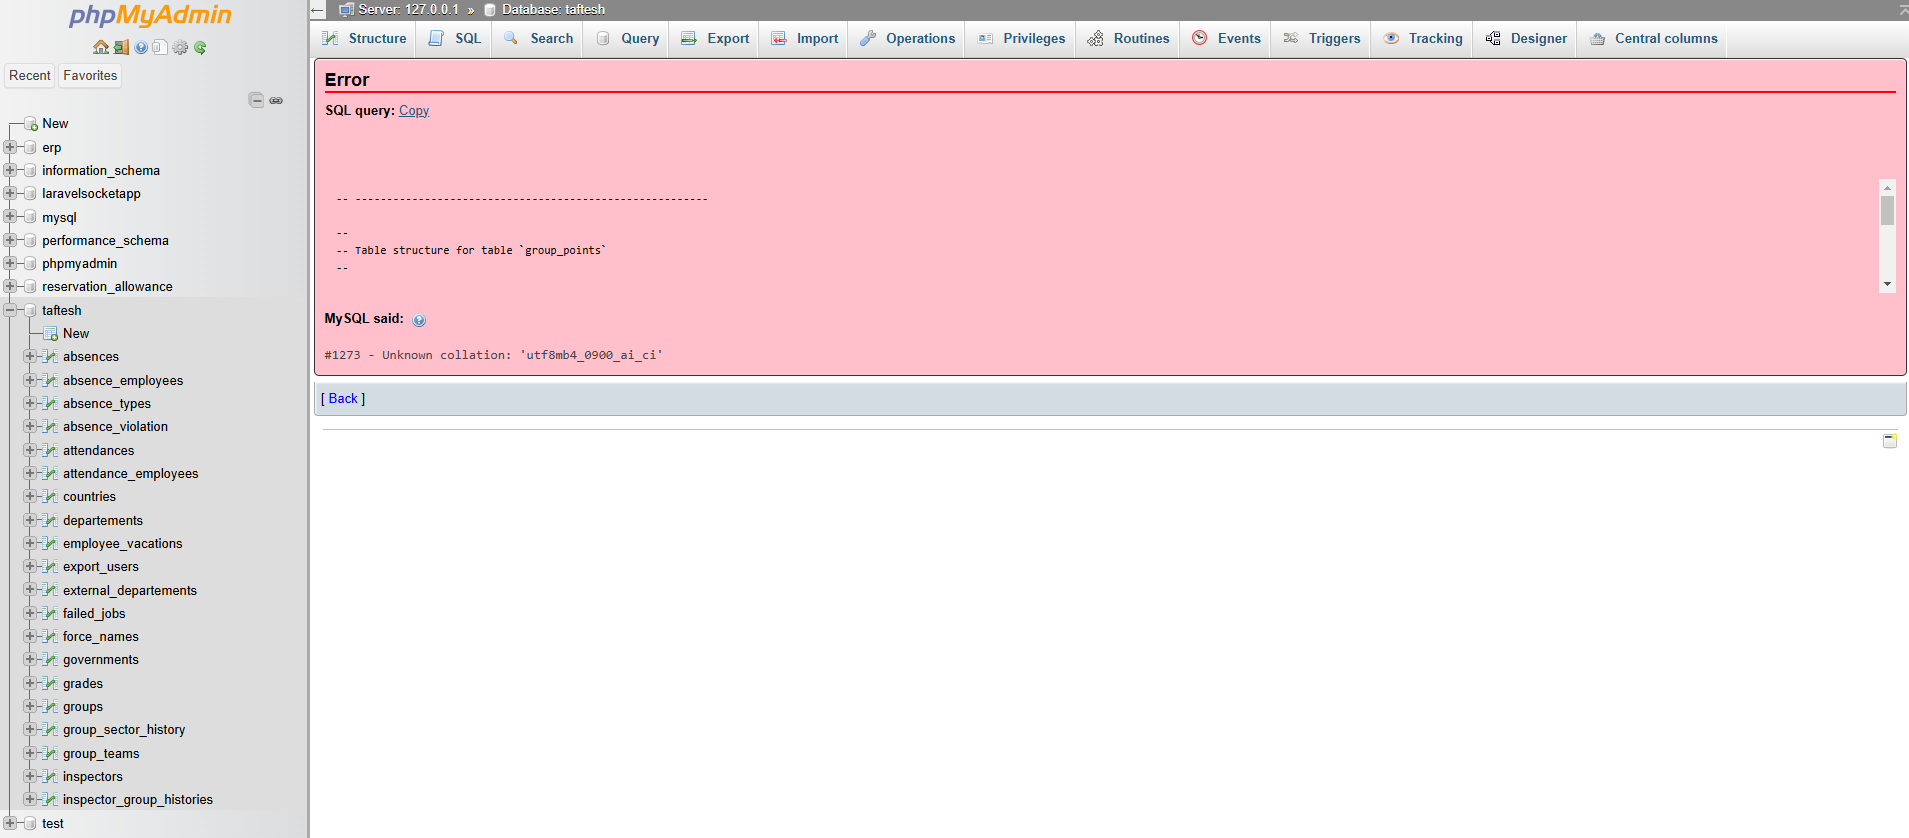 phpMyAdmin
Recent Favorites
New
erp
information_schema
laravelsocketapp
mysql
performance_schema
phpmyadmin
reservation_allowance
taftesh
New
absences
absence_employees
absence_types
absence_violation
attendances
attendance_employees
countries
departements
employee_vacations
export_users
external_departements
failed_jobs
force_names
governments
grades
groups
group_sector_history
group_teams
inspectors
inspector_group_histories
test
Server: 127.0.0.1 » Database: taftesh
Structure SQL Search Query Export Import Operations Privileges Routines Events Triggers Tracking Designer Central columns
Error
SQL query: Copy
-- --------------------------------------------------------
--
-- Table structure for table `group_points`
--
MySQL said:
#1273 - Unknown collation: 'utf8mb4_0900_ai_ci'
[ Back ]